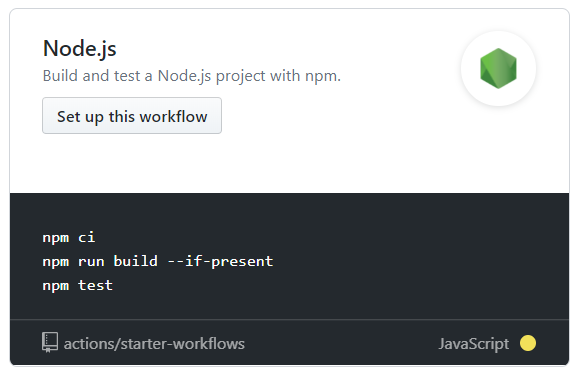 Node.js
Build and test a Node.js project with npm.
Set up this workflow
npm ci
npm run build --if-present
npm test
actions/starter-workflows
JavaScript